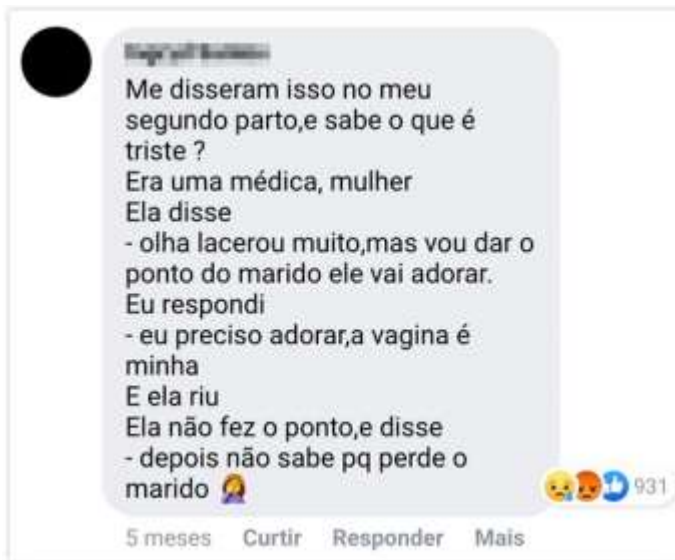 Me disseram isso no meu
segundo parto,e sabe o que é
triste ?
Era uma médica, mulher
Ela disse
- olha lacerou muito,mas vou dar o
ponto do marido ele vai adorar.
Eu respondi
- eu preciso adorar,a vagina é
minha
E ela riu
Ela não fez o ponto,e disse
- depois não sabe pq perde o
marido 🤦‍♀️
931
5 meses Curtir Responder Mais